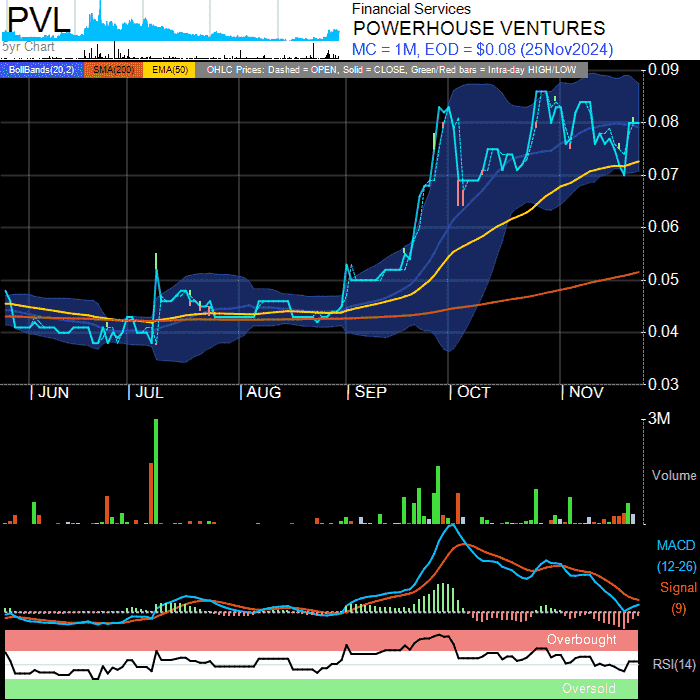 PVL
5yr Chart
Financial Services
POWERHOUSE VENTURES
MC = 1M, EOD = $0.08 (25Nov2024)
BollBands(20,2) SMA(200) EMA(50) OHLC Prices: Dashed = OPEN, Solid = CLOSE, Green/Red bars = Intra-day HIGH/LOW
0.09
0.08
0.07
0.06
0.05
0.04
0.03
JUN JUL AUG SEP OCT NOV
3M
Volume
MACD
(12-26)
Signal
(9)
Overbought
RSI(14)
Oversold